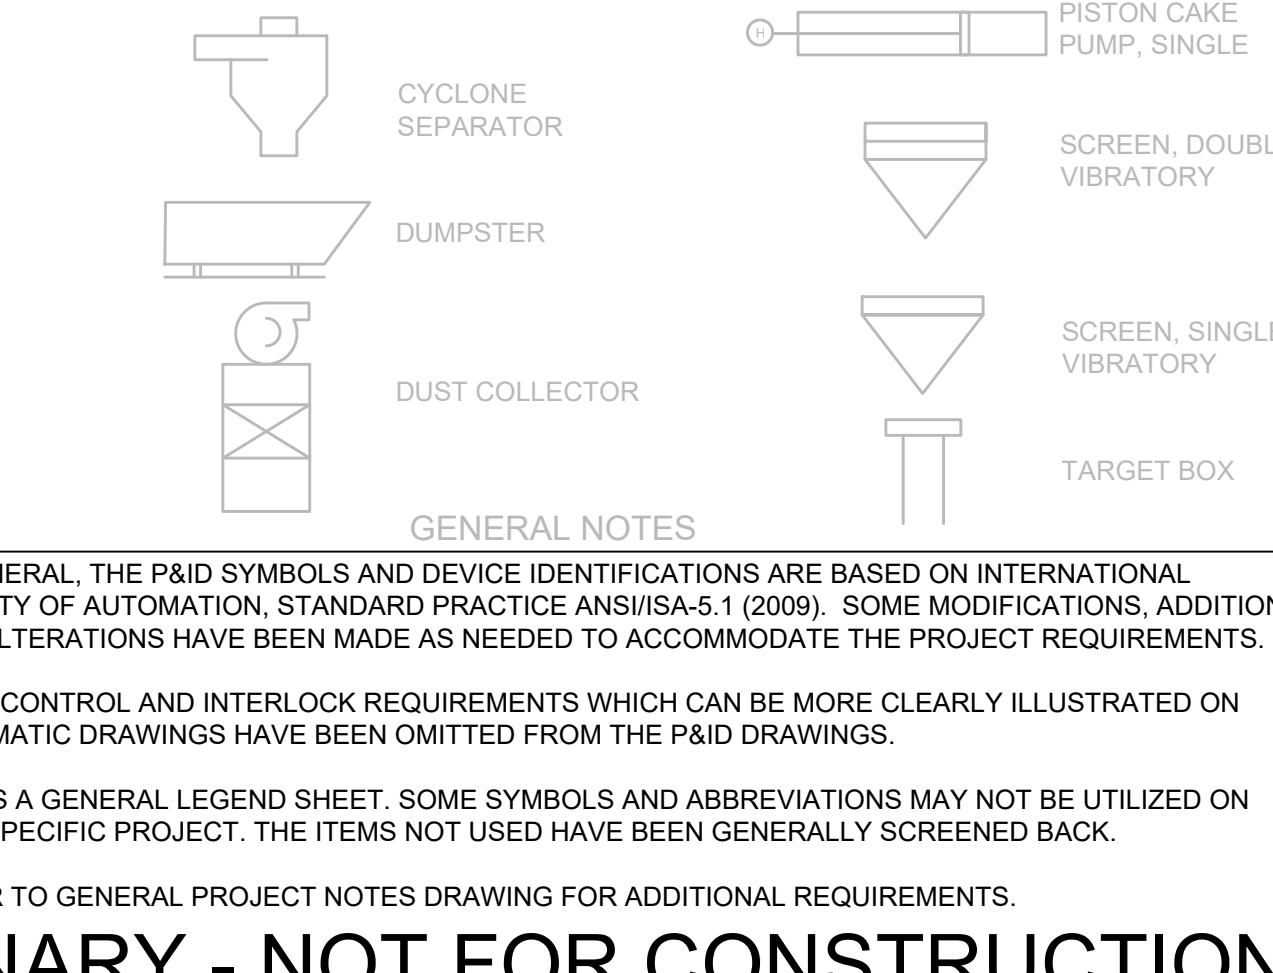 CYCLONE
SEPARATOR
DUMPSTER
DUST COLLECTOR
H
PISTON CAKE
PUMP, SINGLE
SCREEN, DOUBL
VIBRATORY
SCREEN, SINGLE
VIBRATORY
TARGET BOX
GENERAL NOTES
NERAL, THE P&ID SYMBOLS AND DEVICE IDENTIFICATIONS ARE BASED ON INTERNATIONAL
TY OF AUTOMATION, STANDARD PRACTICE ANSI/ISA-5.1 (2009). SOME MODIFICATIONS, ADDITION
LTERATIONS HAVE BEEN MADE AS NEEDED TO ACCOMMODATE THE PROJECT REQUIREMENTS.
CONTROL AND INTERLOCK REQUIREMENTS WHICH CAN BE MORE CLEARLY ILLUSTRATED ON
MATIC DRAWINGS HAVE BEEN OMITTED FROM THE P&ID DRAWINGS.
S A GENERAL LEGEND SHEET. SOME SYMBOLS AND ABBREVIATIONS MAY NOT BE UTILIZED ON
PECIFIC PROJECT. THE ITEMS NOT USED HAVE BEEN GENERALLY SCREENED BACK.
R TO GENERAL PROJECT NOTES DRAWING FOR ADDITIONAL REQUIREMENTS.
NARY - NOT FOR CONSTRUCTION